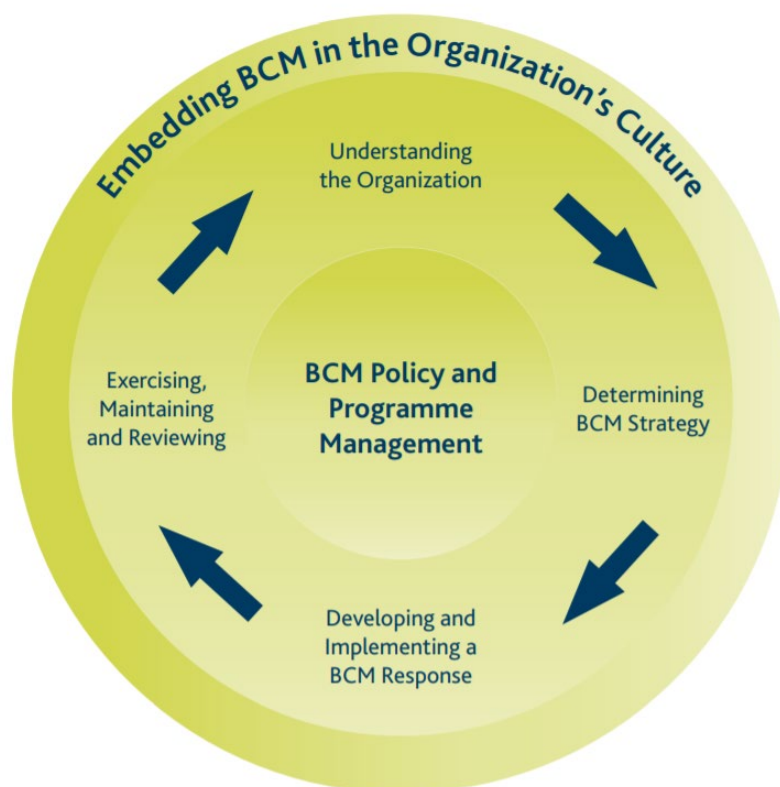 Embedding BCM in the Organization's Culture
Understanding
the Organization
Exercising,
Maintaining
and Reviewing
BCM Policy and
Programme
Management
Determining
BCM Strategy
Developing and
Implementing a
BCM Response